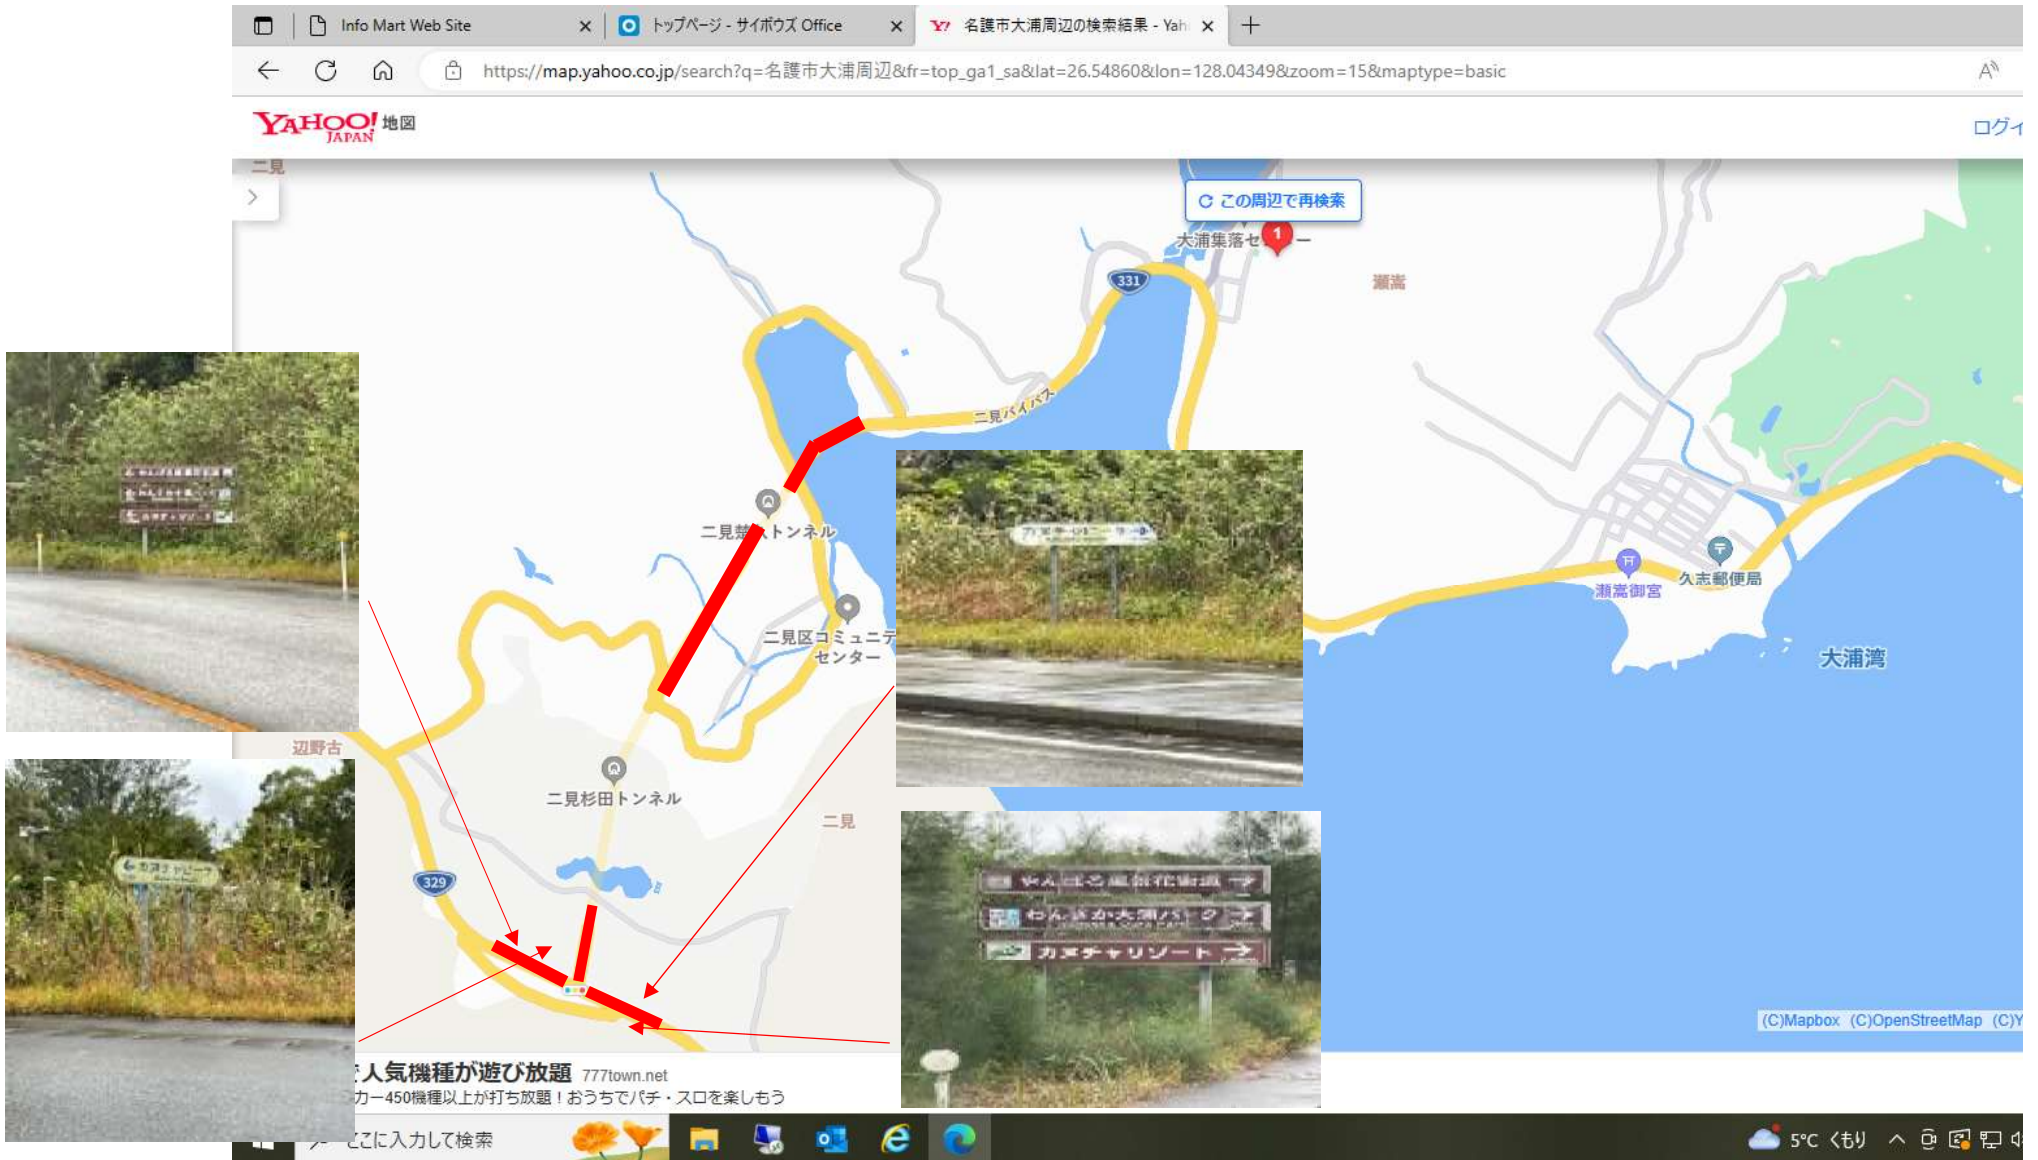 Info Mart Web Site
トップページ - サイボウズ Office
名護市大浦周辺の検索結果 - Yah
https://map.yahoo.co.jp/search?q=名護市大浦周辺&fr=top_ga1_sa&lat=26.54860&lon=128.04349&zoom=15&maptype=basic
YAHOO! JAPAN 地図
ログイ
二見
この周辺で再検索
大浦集落セ
1
ー
331
瀬嵩
二見バイパス
トンネル
二見区コミュニテ
センター
瀬嵩御宮
久志郵便局
大浦湾
辺野古
二見杉田トンネル
二見
329
カヌチャリゾート
(C)Mapbox (C)OpenStreetMap (C)Y
人気機種が遊び放題 777town.net
カー450機種以上が打ち放題！おうちでパチ・スロを楽しもう
ここに入力して検索
5°C くもり